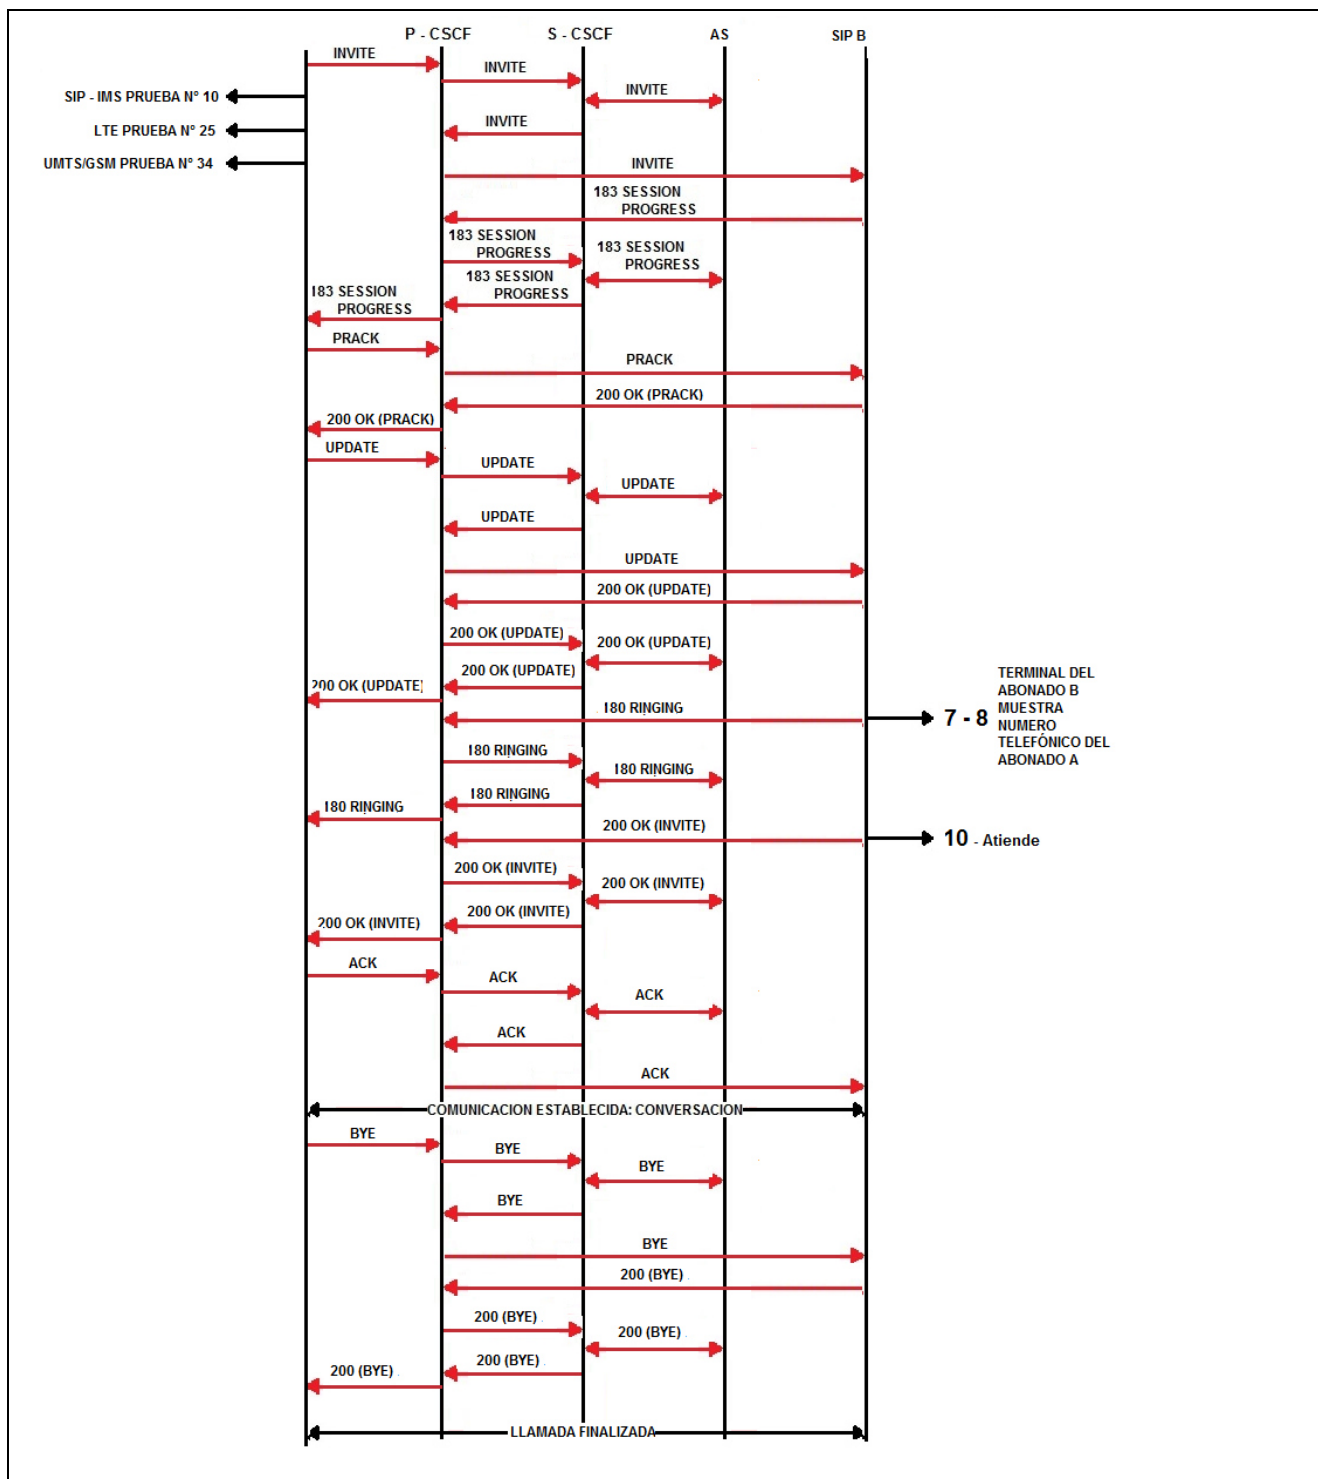 P - CSCF
S - CSCF
AS
SIP B
INVITE
INVITE
SIP - IMS PRUEBA N° 10
INVITE
INVITE
LTE PRUEBA N° 25
UMTS/GSM PRUEBA N° 34
INVITE
183 SESSION
PROGRESS
183 SESSION
PROGRESS
183 SESSION
PROGRESS
183 SESSION
PROGRESS
183 SESSION
PROGRESS
PRACK
PRACK
200 OK (PRACK)
200 OK (PRACK)
UPDATE
UPDATE
UPDATE
UPDATE
UPDATE
200 OK (UPDATE)
200 OK (UPDATE)
200 OK (UPDATE)
200 OK (UPDATE)
200 OK (UPDATE)
180 RINGING
7 - 8
TERMINAL DEL
ABONADO B
MUESTRA
NUMERO
TELEFÓNICO DEL
ABONADO A
180 RINGING
180 RINGING
180 RINGING
180 RINGING
200 OK (INVITE)
10 - Atiende
200 OK (INVITE)
200 OK (INVITE)
200 OK (INVITE)
200 OK (INVITE)
ACK
ACK
ACK
ACK
ACK
COMUNICACION ESTABLECIDA: CONVERSACION
BYE
BYE
BYE
BYE
BYE
200 (BYE)
200 (BYE)
200 (BYE)
200 (BYE)
200 (BYE)
LLAMADA FINALIZADA